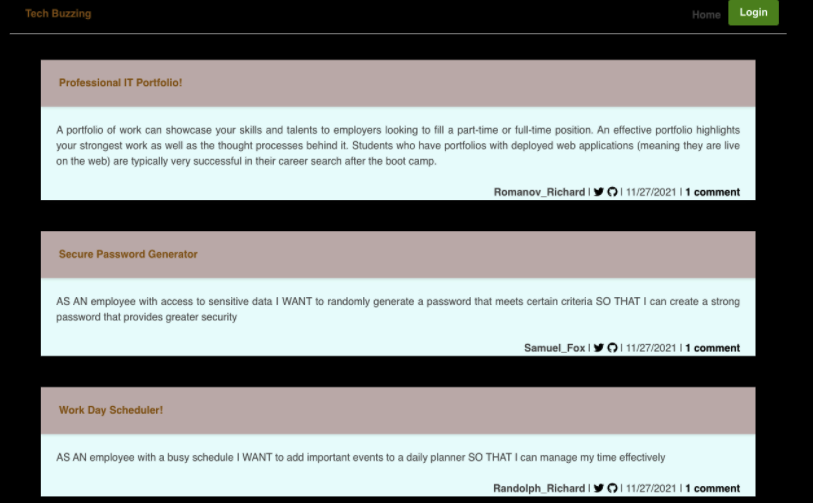 Tech Buzzing
Home
Login
Professional IT Portfolio!
A portfolio of work can showcase your skills and talents to employers looking to fill a part-time or full-time position. An effective portfolio highlights
your strongest work as well as the thought processes behind it. Students who have portfolios with deployed web applications (meaning they are live
on the web) are typically very successful in their career search after the boot camp.
Romanov_Richard | | 11/27/2021 | 1 comment
Secure Password Generator
AS AN employee with access to sensitive data I WANT to randomly generate a password that meets certain criteria SO THAT I can create a strong
password that provides greater security
Samuel_Fox | | 11/27/2021 | 1 comment
Work Day Scheduler!
AS AN employee with a busy schedule I WANT to add important events to a daily planner SO THAT I can manage my time effectively
Randolph_Richard | | 11/27/2021 | 1 comment